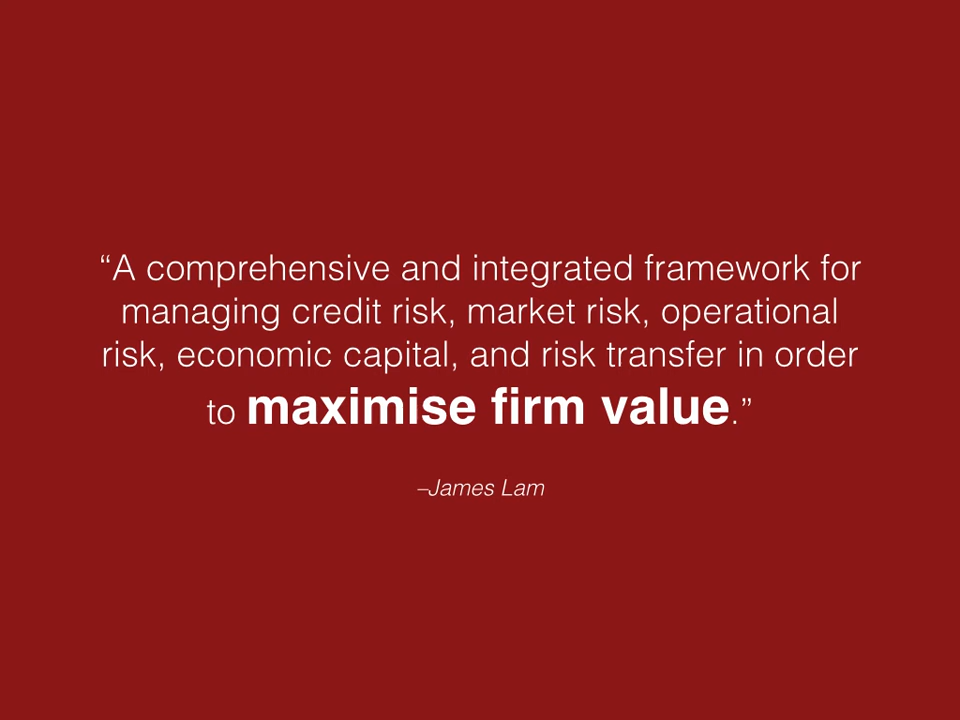 “A comprehensive and integrated framework for
managing credit risk, market risk, operational
risk, economic capital, and risk transfer in order
to maximise firm value.”
–James Lam